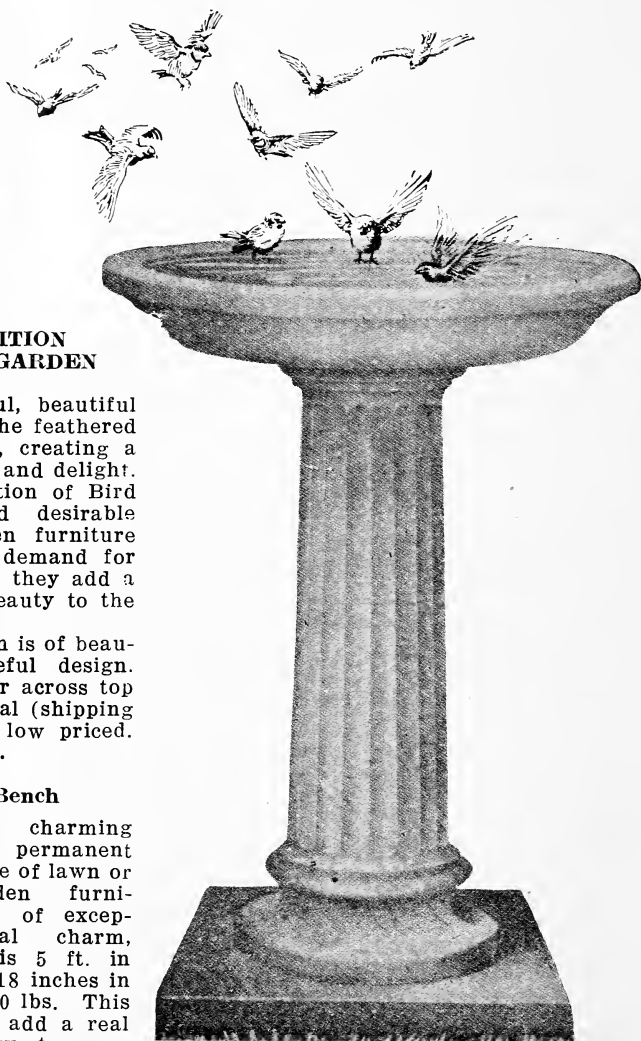 ITION
GARDEN
ul, beautiful
he feathered
, creating a
and delight.
tion of Bird
d desirable
en furniture
demand for
they add a
eauty to the
n is of beau-
eful design.
r across top
al (shipping
low priced.
.
Bench
charming
permanent
e of lawn or
den furni-
of excep-
al charm,
is 5 ft. in
18 inches in
0 lbs. This
add a real